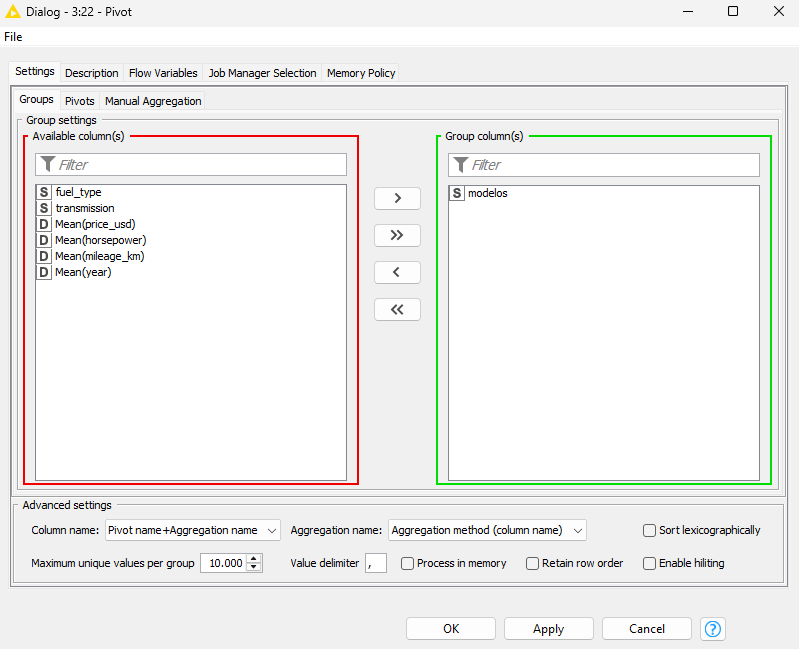 Dialog - 3:22 - Pivot
File
Settings Description Flow Variables Job Manager Selection Memory Policy
Groups Pivots Manual Aggregation
Group settings
Available column(s)
Filter
S fuel_type
S transmission
D Mean(price_usd)
D Mean(horsepower)
D Mean(mileage_km)
D Mean(year)
>
>>
<
<<
Group column(s)
Filter
S modelos
Advanced settings
Column name: Pivot name+Aggregation name Aggregation name: Aggregation method (column name) Sort lexicographically
Maximum unique values per group 10.000 Value delimiter , Process in memory Retain row order Enable hiliting
OK Apply Cancel ?